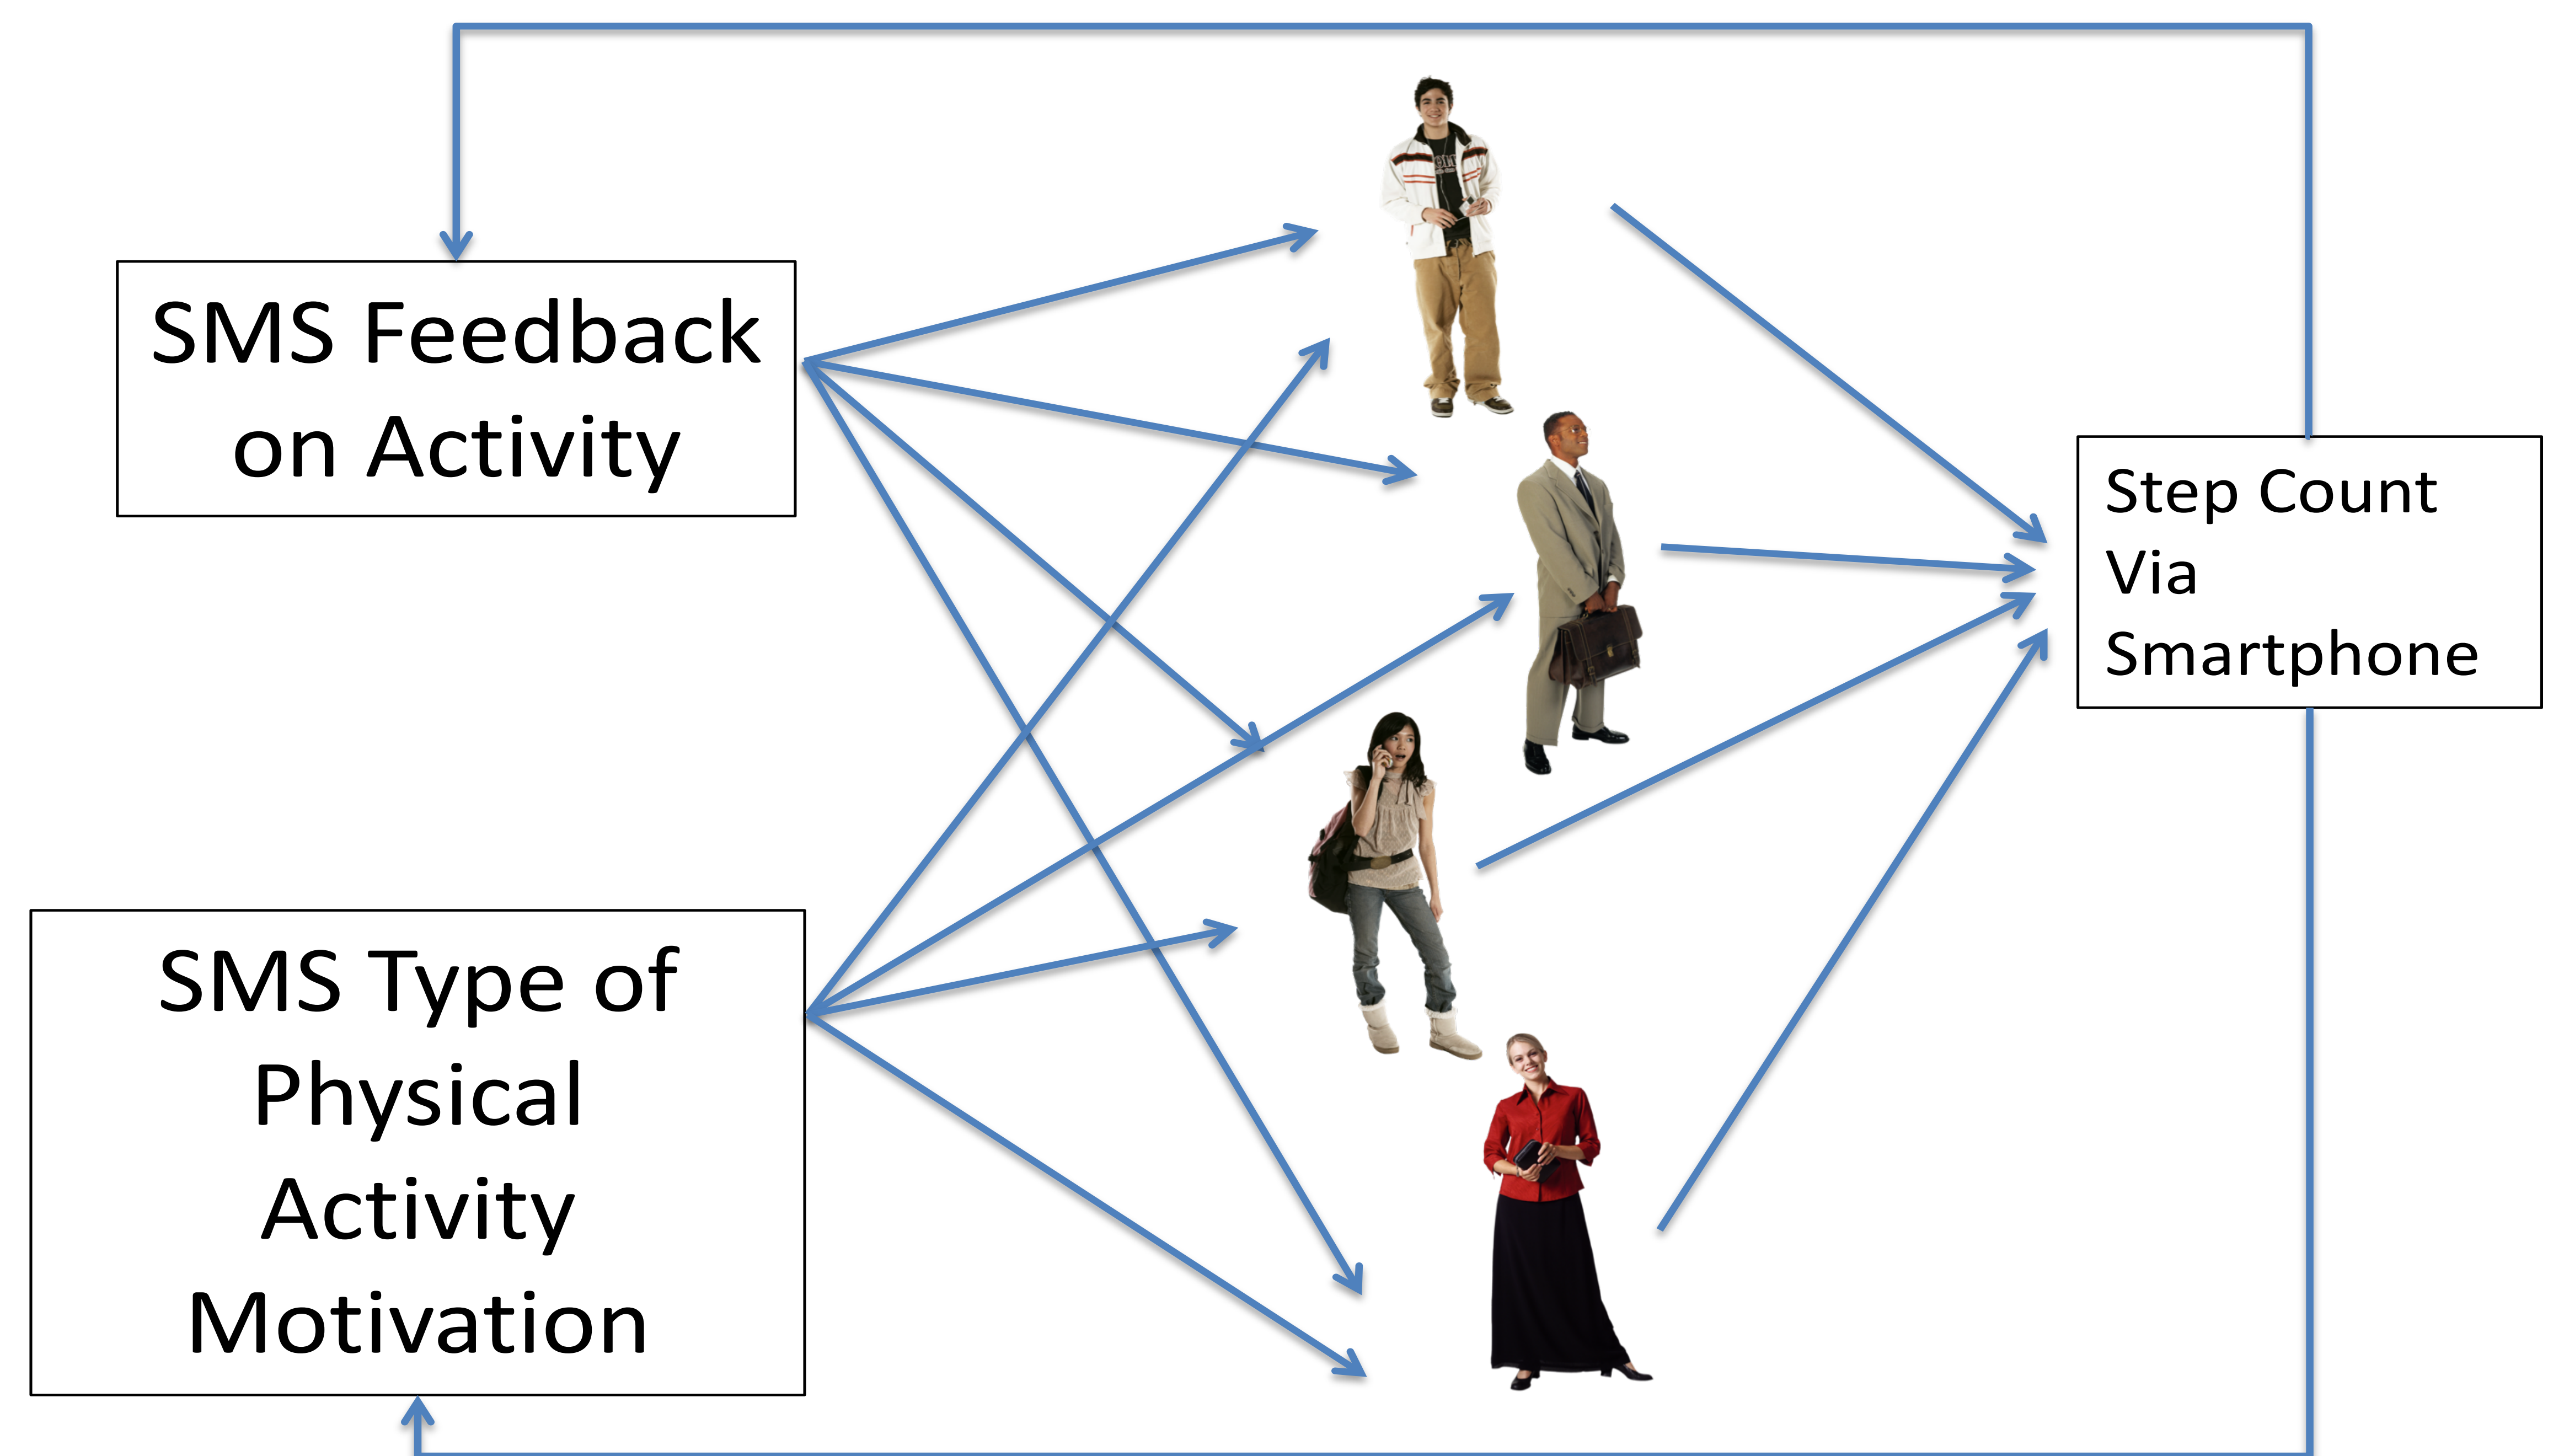 SMS Feedback
on Activity
Step Count
Via
Smartphone
SMS Type of
Physical
Activity
Motivation